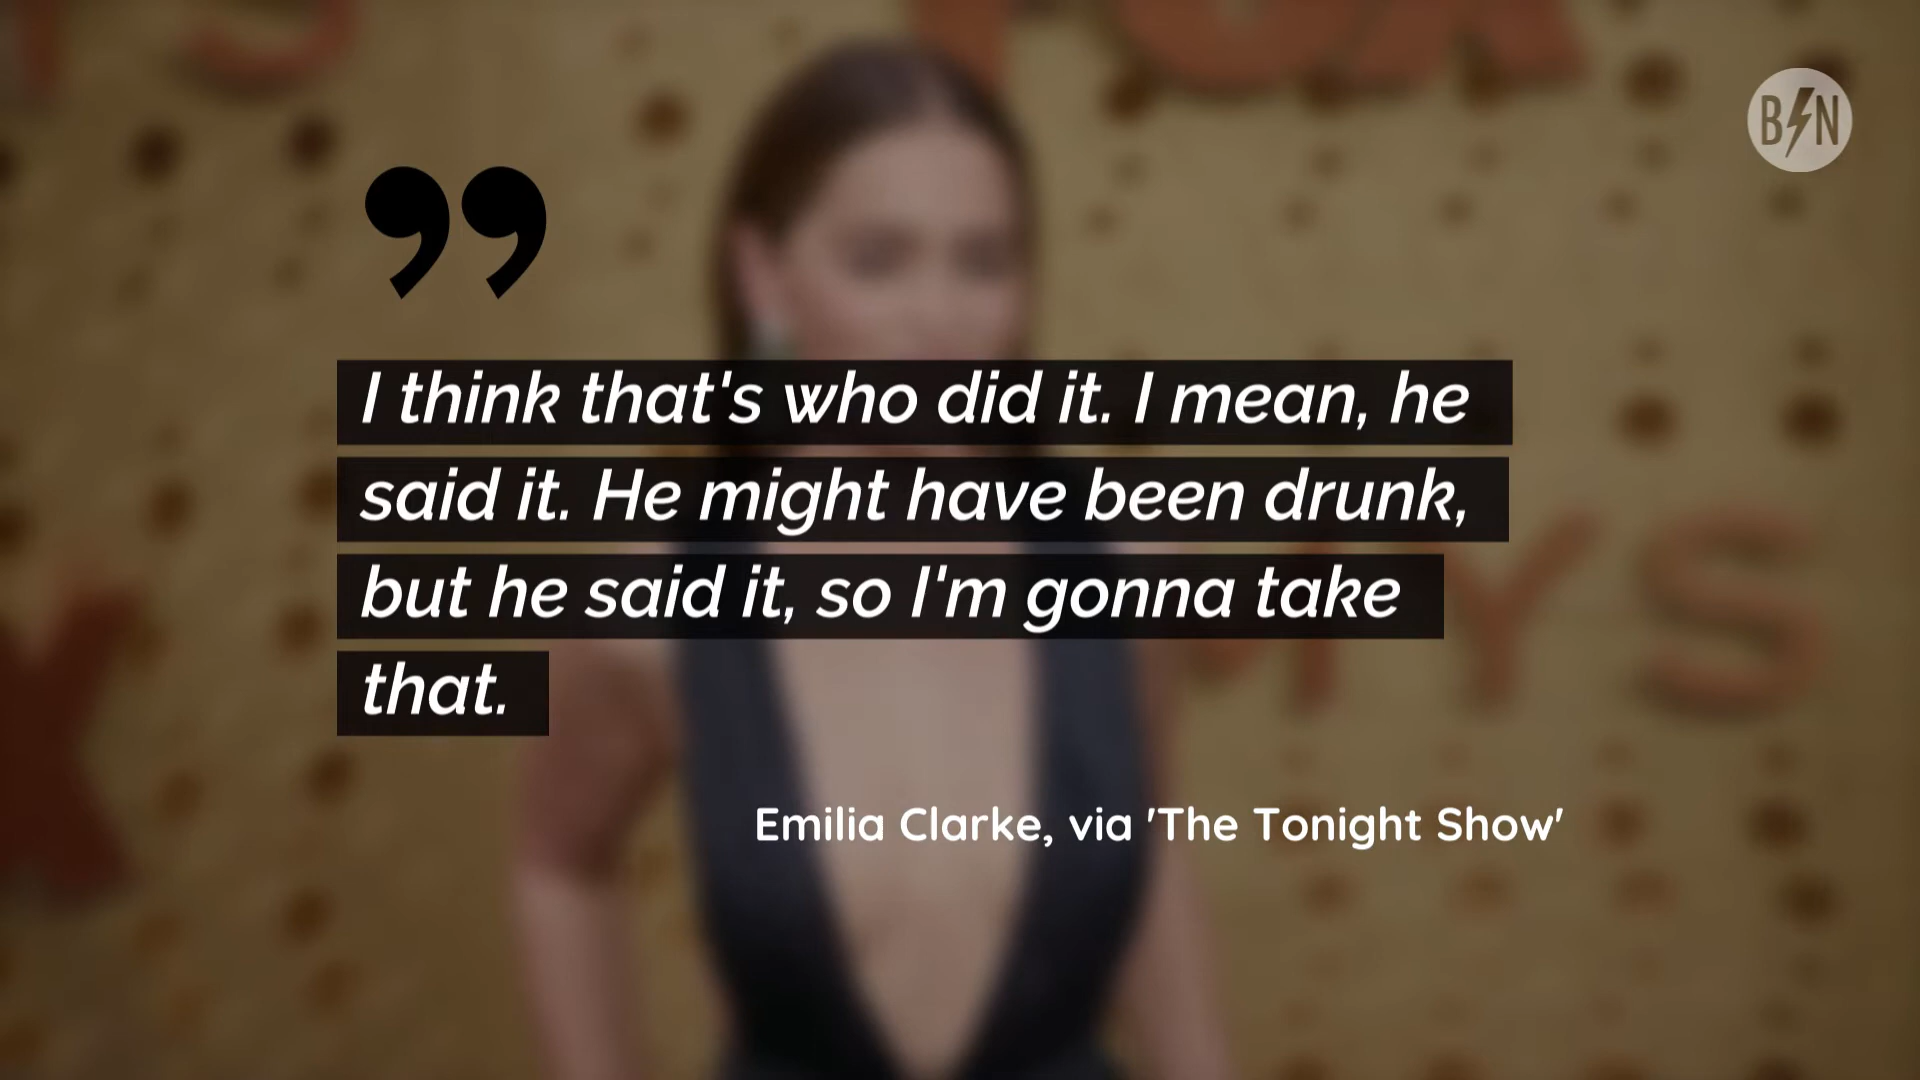 B N
”
I think that's who did it. I mean, he
said it. He might have been drunk,
but he said it, so I'm gonna take
that.
Emilia Clarke, via 'The Tonight Show'